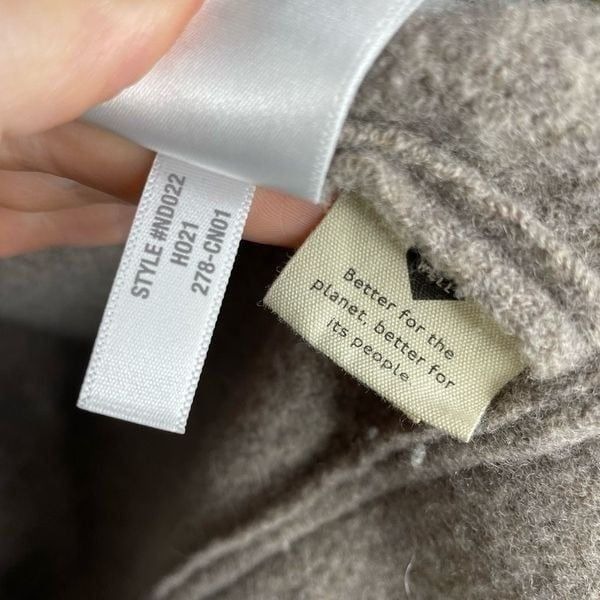 STYLE #ND022
H021
278-CN01
Better for the
planet, better for
its people